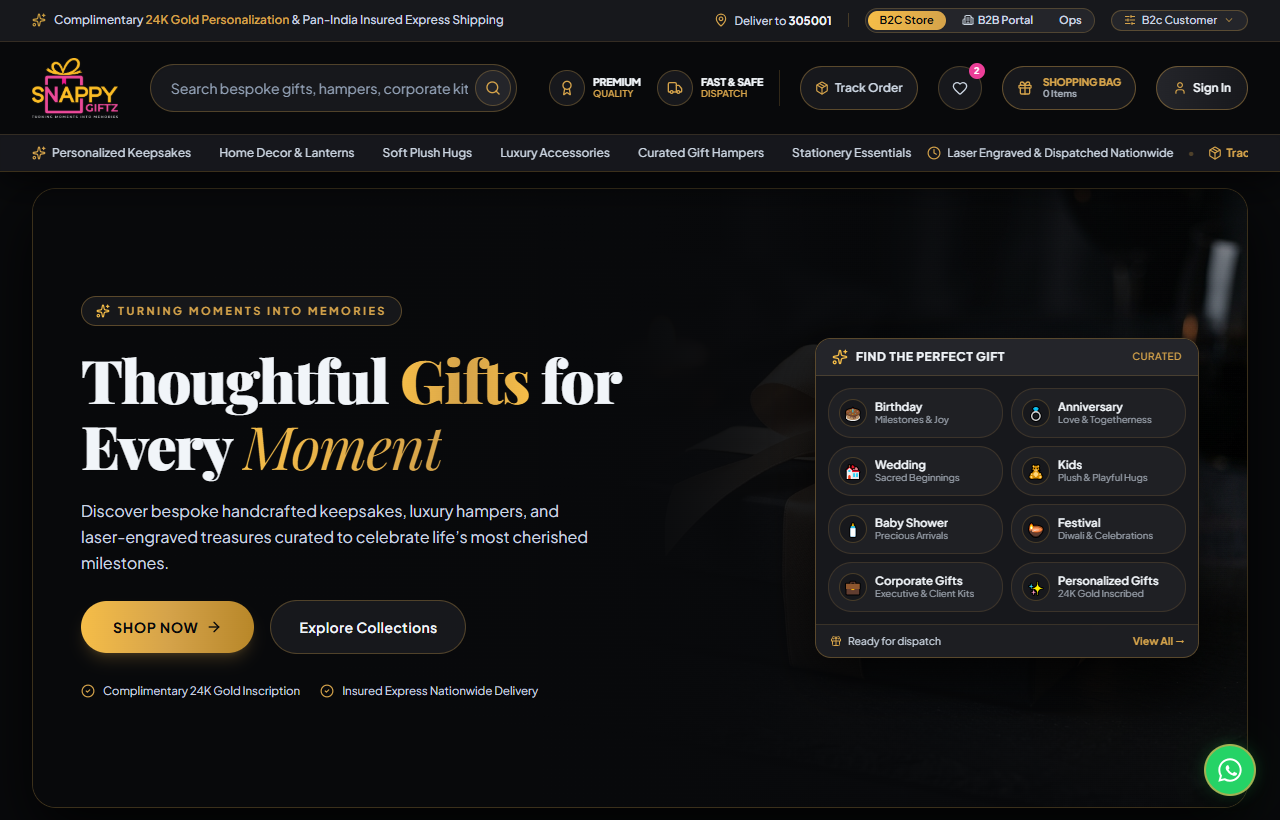 Complimentary 24K Gold Personalization & Pan-India Insured Express Shipping
Deliver to 305001
B2C Store
B2B Portal
Ops
B2c Customer
SNAPPY
GIFTZ
TURNING MOMENTS INTO MEMORIES
Search bespoke gifts, hampers, corporate kit
PREMIUM
QUALITY
FAST & SAFE
DISPATCH
Track Order
2
SHOPPING BAG
0 Items
Sign In
Personalized Keepsakes
Home Decor & Lanterns
Soft Plush Hugs
Luxury Accessories
Curated Gift Hampers
Stationery Essentials
Laser Engraved & Dispatched Nationwide
Trac
TURNING MOMENTS INTO MEMORIES
Thoughtful Gifts for
Every Moment
Discover bespoke handcrafted keepsakes, luxury hampers, and
laser-engraved treasures curated to celebrate life's most cherished
milestones.
SHOP NOW →
Explore Collections
Complimentary 24K Gold Inscription
Insured Express Nationwide Delivery
FIND THE PERFECT GIFT
CURATED
Birthday
Milestones & Joy
Anniversary
Love & Togetherness
Wedding
Sacred Beginnings
Kids
Plush & Playful Hugs
Baby Shower
Precious Arrivals
Festival
Diwali & Celebrations
Corporate Gifts
Executive & Client Kits
Personalized Gifts
24K Gold Inscribed
Ready for dispatch
View All →